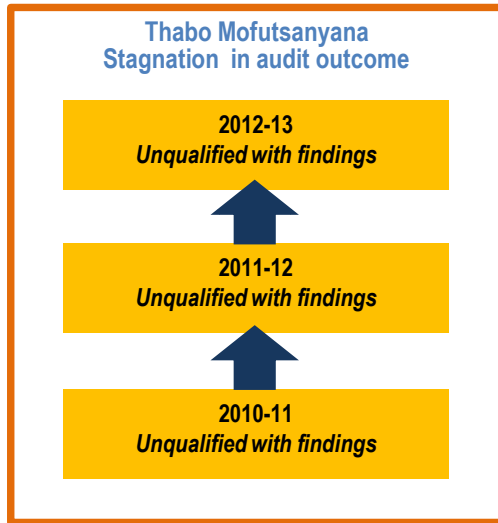 Thabo Mofutsanyana
Stagnation in audit outcome
2012-13
Unqualified with findings
2011-12
Unqualified with findings
2010-11
Unqualified with findings